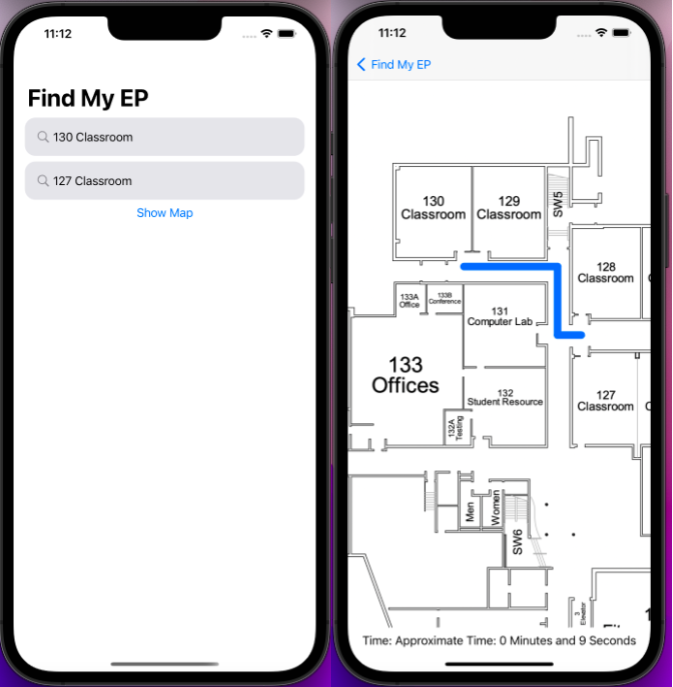 11:12
Find My EP
130 Classroom
127 Classroom
Show Map
11:12
Find My EP
130
Classroom
129
Classroom
SW5
128
Classroom
133A
Office
133B
Conference
131
Computer Lab
133
Offices
132
Student Resource
127
Classroom
132A
Testing
Men
Women
SW6
Elevator
Time: Approximate Time: 0 Minutes and 9 Seconds